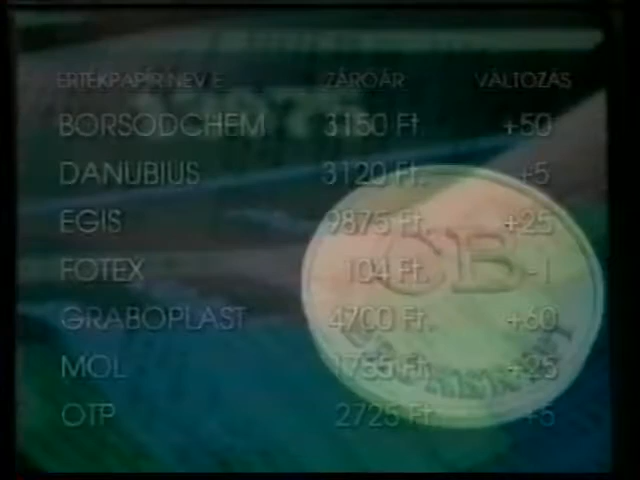 ÉRTÉKPAPÍR NEVE ZÁRÓÁR VÁLTOZÁS
BORSODCHEM 3150 Ft. +50
DANUBIUS 3120 Ft. +5
EGIS 9875 Ft. +25
FOTEX 104 Ft. -1
GRABOPLAST 4700 Ft. +60
MOL 1755 Ft. +25
OTP 2725 Ft. +5
CB